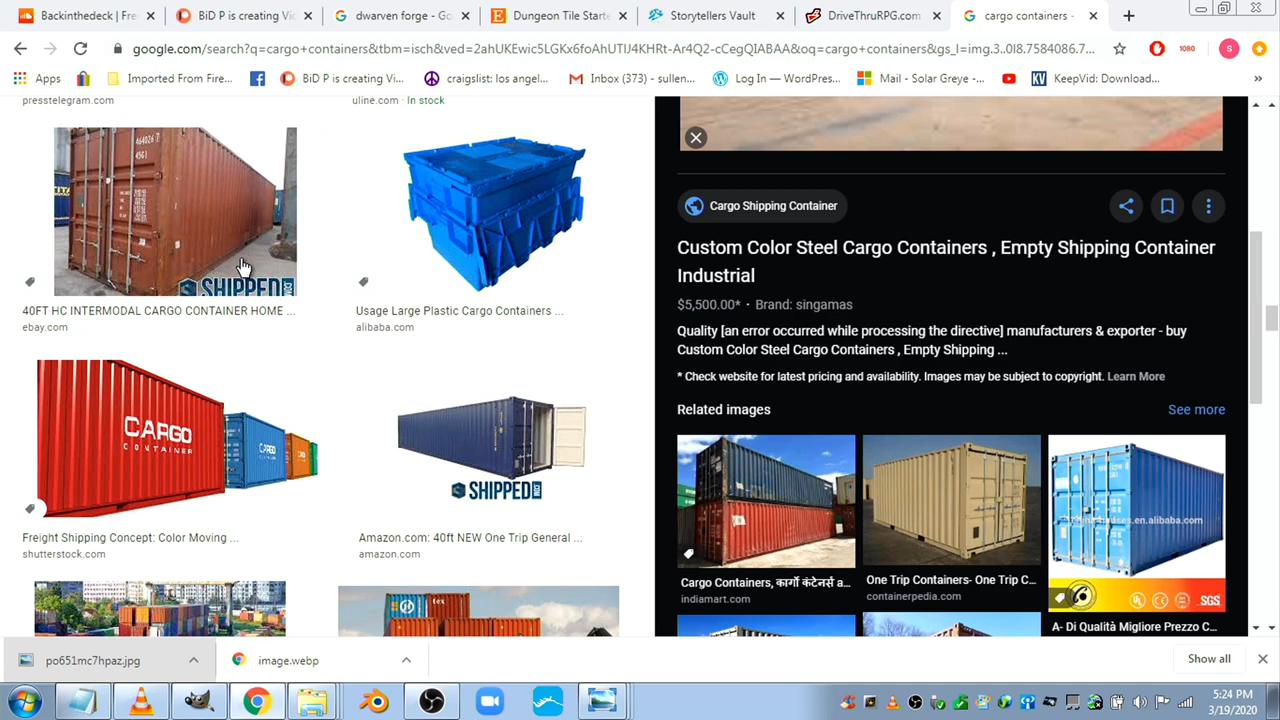 Backinthedeck | Fre
BiD P is creating Vi
dwarven forge - Go
Dungeon Tile Starte
Storytellers Vault
DriveThruRPG.com
cargo containers -
google.com/search?q=cargo+containers&tbm=isch&ved=2ahUKEwic5LGKx6foAhUTIJ4KHRt-Ar4Q2-cCegQIABAA&oq=cargo+containers&gs_l=img.3..0l8.7584086.7...
1080
S
Apps
Imported From Fire...
BiD P is creating Vi...
craigslist: los angel...
Inbox (373) - sullen...
Log In — WordPress...
Mail - Solar Greye -...
KeepVid: Download...
»
presstelegram.com
uline.com · In stock
464026 7
45G1
SHIPPED
40FT HC INTERMODAL CARGO CONTAINER HOME ...
ebay.com
Usage Large Plastic Cargo Containers ...
alibaba.com
CARGO
CONTAINER
CARGO
Freight Shipping Concept: Color Moving ...
shutterstock.com
SHIPPED
Amazon.com: 40ft NEW One Trip General ...
amazon.com
tex
Cargo Shipping Container
Custom Color Steel Cargo Containers , Empty Shipping Container
Industrial
$5,500.00* · Brand: singamas
Quality [an error occurred while processing the directive] manufacturers & exporter - buy
Custom Color Steel Cargo Containers , Empty Shipping ...
* Check website for latest pricing and availability. Images may be subject to copyright. Learn More
Related images
See more
Cargo Containers, कार्गो कंटेनर्स a...
indiamart.com
One Trip Containers- One Trip C...
containerpedia.com
SGS
A- Di Qualità Migliore Prezzo C...
po651mc7hpaz.jpg
image.webp
Show all
5:24 PM
3/19/2020